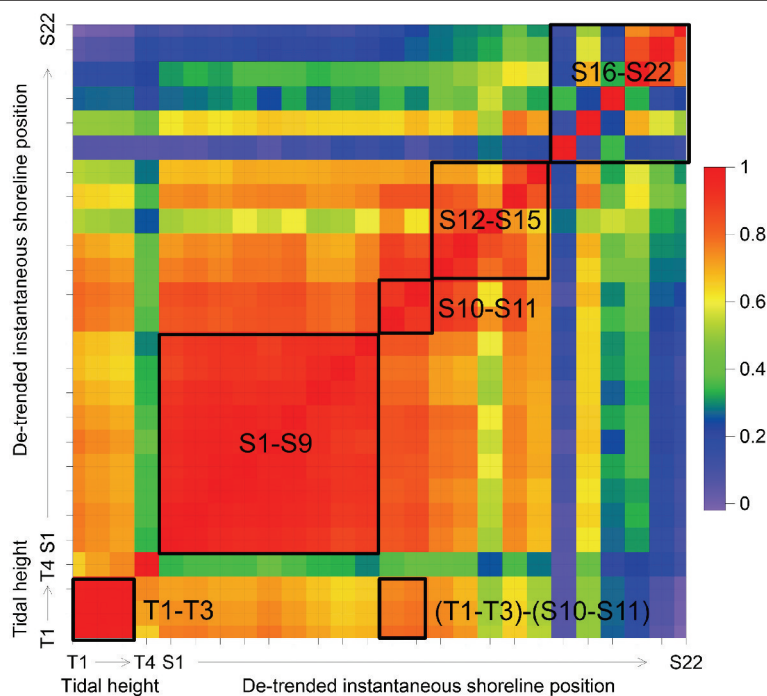 S22
S16-S22
S12-S15
S10-S11
S1-S9
T1-T3
(T1-T3)-(S10-S11)
De-trended instantaneous shoreline position
Tidal height
T1
T4
S1
1
0.8
0.6
0.4
0.2
0
T1 T4 S1 S22
Tidal height De-trended instantaneous shoreline position